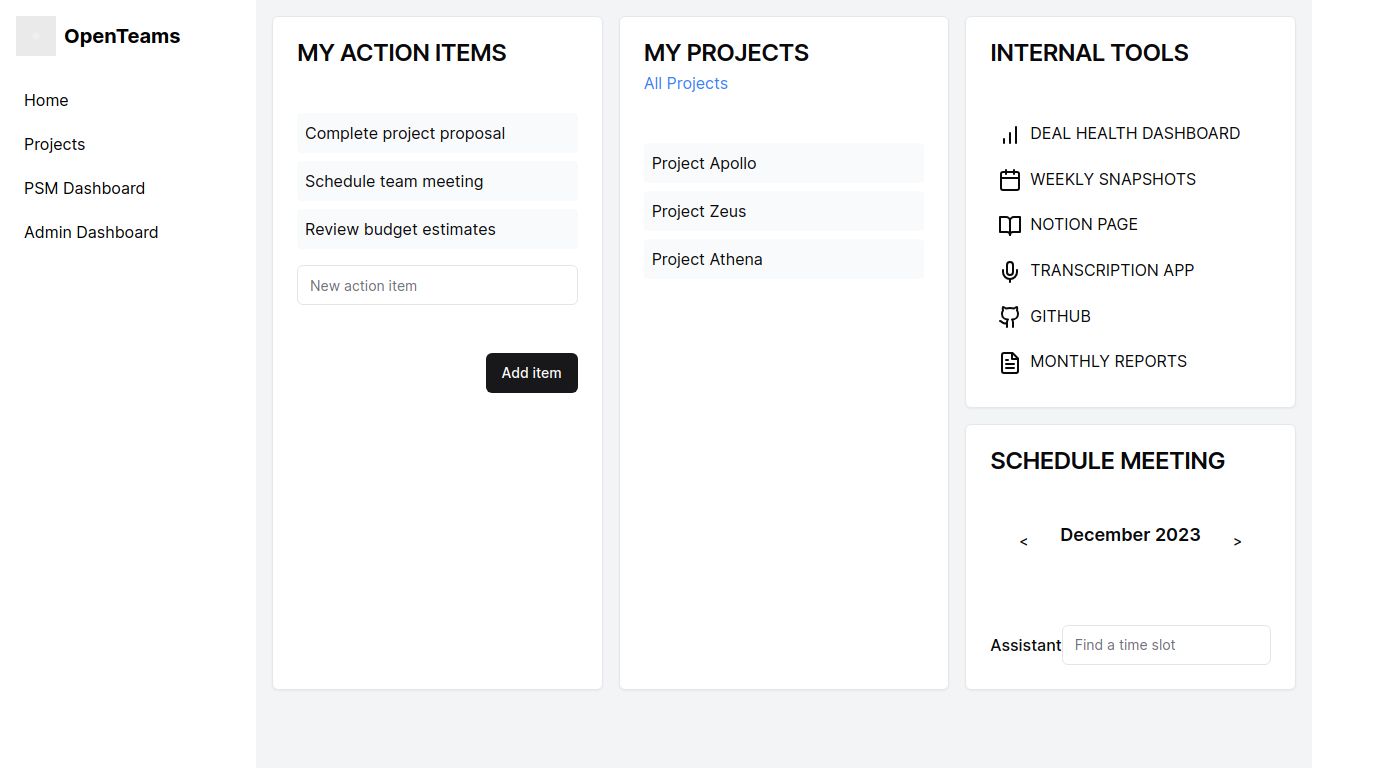 OpenTeams
Home
Projects
PSM Dashboard
Admin Dashboard
MY ACTION ITEMS
Complete project proposal
Schedule team meeting
Review budget estimates
New action item
Add item
MY PROJECTS
All Projects
Project Apollo
Project Zeus
Project Athena
INTERNAL TOOLS
DEAL HEALTH DASHBOARD
WEEKLY SNAPSHOTS
NOTION PAGE
TRANSCRIPTION APP
GITHUB
MONTHLY REPORTS
SCHEDULE MEETING
< December 2023 >
Assistant Find a time slot